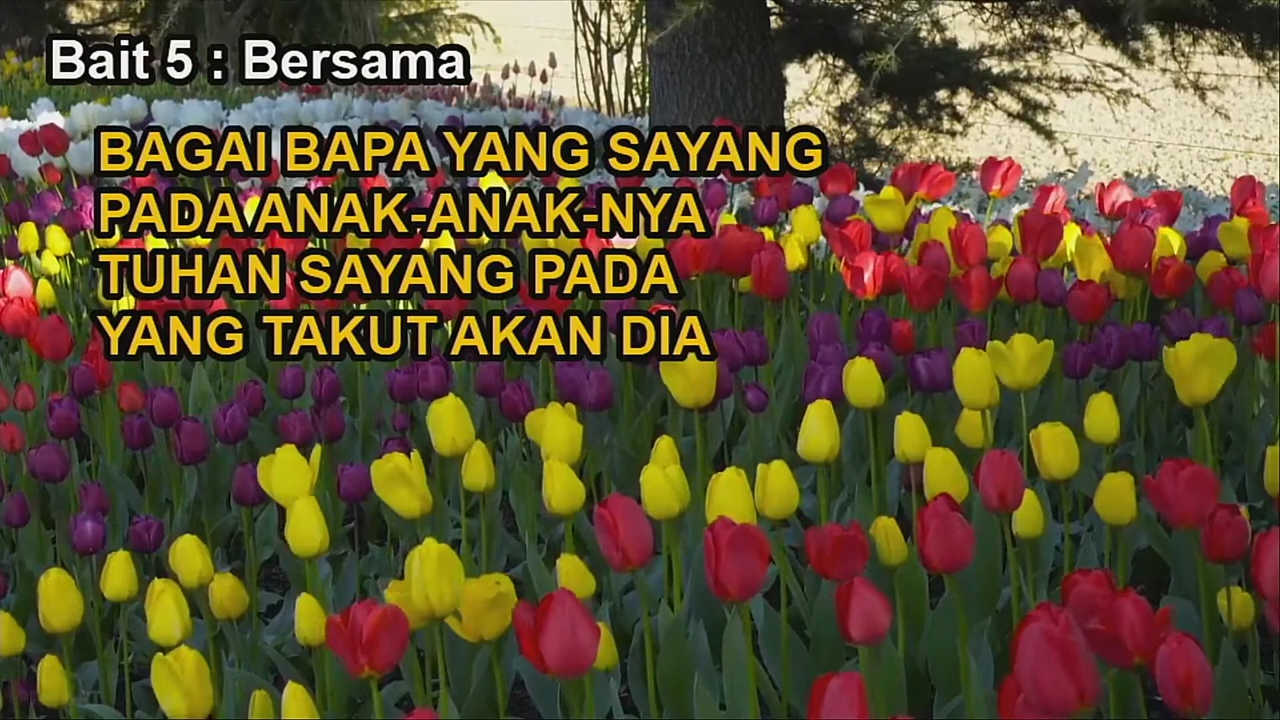 Bait 5 : Bersama
BAGAI BAPA YANG SAYANG
PADA ANAK-ANAK-NYA
TUHAN SAYANG PADA
YANG TAKUT AKAN DIA